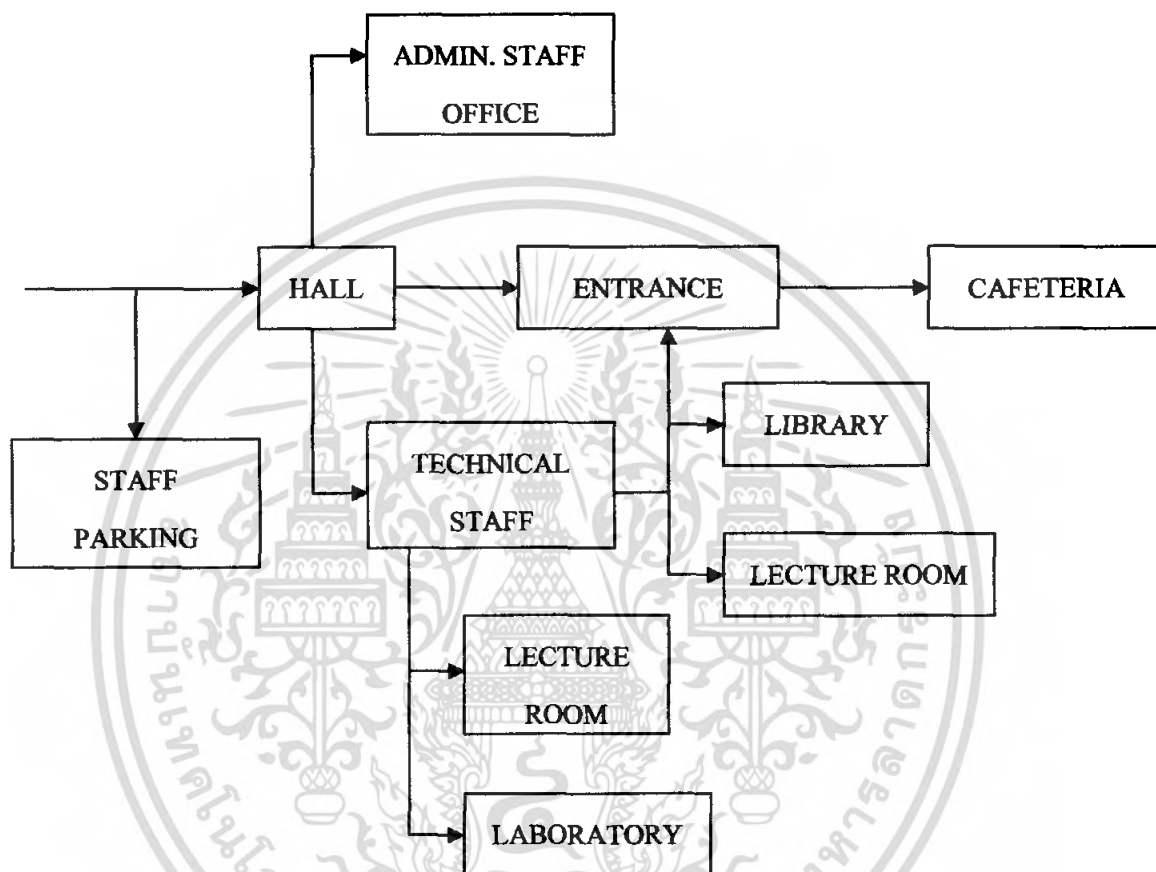 ADMIN. STAFF
OFFICE
HALL
ENTRANCE
CAFETERIA
LIBRARY
TECHNICAL
STAFF
STAFF
PARKING
LECTURE ROOM
LECTURE
ROOM
LABORATORY